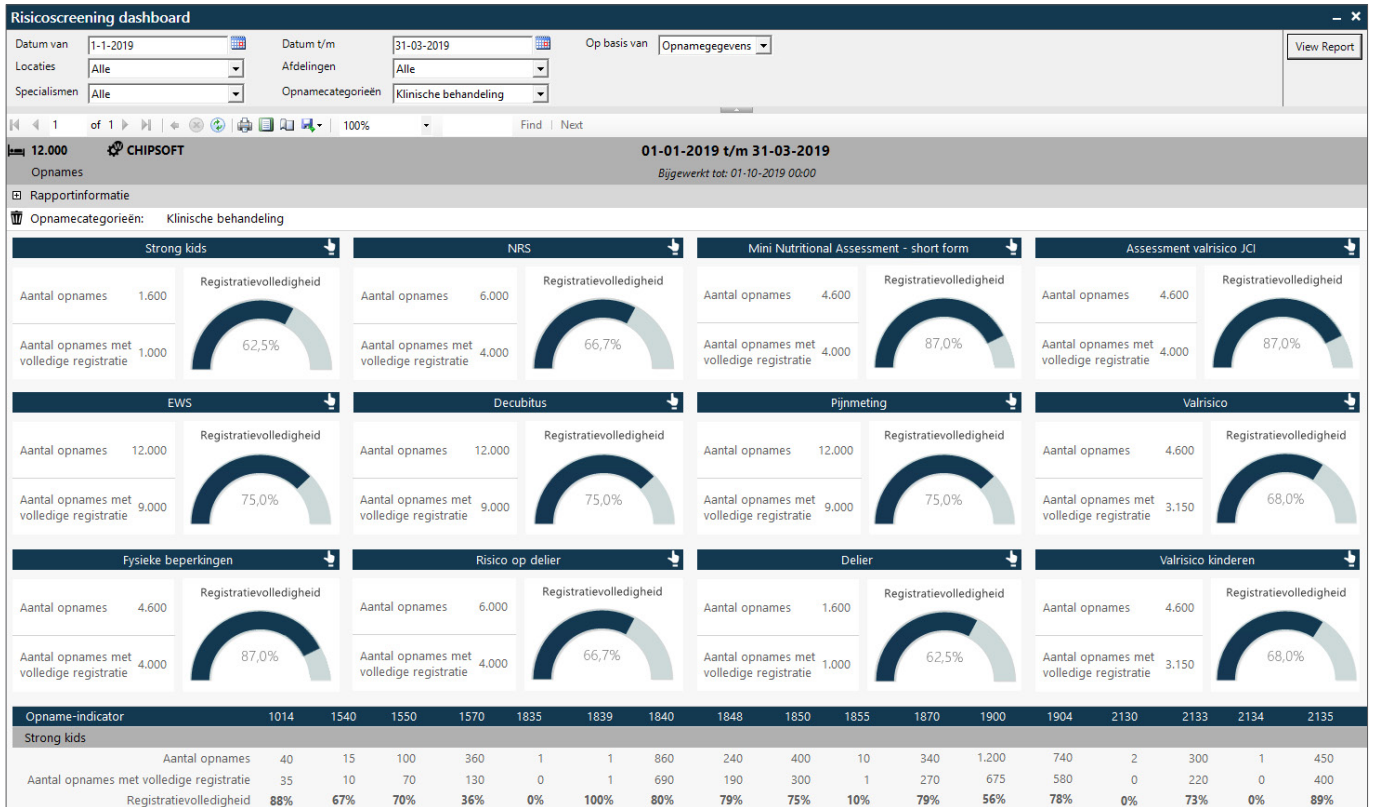 Risicoscreening dashboard
Datum van 1-1-2019 Datum t/m 31-03-2019 Op basis van Opnamegegevens View Report
Locaties Alle Afdelingen Alle
Specialismen Alle Opnamecategorieën Klinische behandeling
1 of 1 100% Find | Next
12.000 CHIPSOFT 01-01-2019 t/m 31-03-2019
Opnames Bijgewerkt tot: 01-10-2019 00:00
Rapportinformatie
Opnamecategorieën: Klinische behandeling
Strong kids NRS Mini Nutritional Assessment - short form Assessment valrisico JCI
Registratievolledigheid Registratievolledigheid Registratievolledigheid Registratievolledigheid
Aantal opnames 1.600 Aantal opnames 6.000 Aantal opnames 4.600 Aantal opnames 4.600
62,5% 66,7% 87,0% 87,0%
Aantal opnames met volledige registratie 1.000 Aantal opnames met volledige registratie 4.000 Aantal opnames met volledige registratie 4.000 Aantal opnames met volledige registratie 4.000
EWS Decubitus Pijnmeting Valrisico
Registratievolledigheid Registratievolledigheid Registratievolledigheid Registratievolledigheid
Aantal opnames 12.000 Aantal opnames 12.000 Aantal opnames 12.000 Aantal opnames 4.600
75,0% 75,0% 75,0% 68,0%
Aantal opnames met volledige registratie 9.000 Aantal opnames met volledige registratie 9.000 Aantal opnames met volledige registratie 9.000 Aantal opnames met volledige registratie 3.150
Fysieke beperkingen Risico op delier Delier Valrisico kinderen
Registratievolledigheid Registratievolledigheid Registratievolledigheid Registratievolledigheid
Aantal opnames 4.600 Aantal opnames 6.000 Aantal opnames 1.600 Aantal opnames 4.600
87,0% 66,7% 62,5% 68,0%
Aantal opnames met volledige registratie 4.000 Aantal opnames met volledige registratie 4.000 Aantal opnames met volledige registratie 1.000 Aantal opnames met volledige registratie 3.150
Opname-indicator 1014 1540 1550 1570 1835 1839 1840 1848 1850 1855 1870 1900 1904 2130 2133 2134 2135
Strong kids
Aantal opnames 40 15 100 360 1 1 860 240 400 10 340 1.200 740 2 300 1 450
Aantal opnames met volledige registratie 35 10 70 130 0 1 690 190 300 1 270 675 580 0 220 0 400
Registratievolledigheid 88% 67% 70% 36% 0% 100% 80% 79% 75% 10% 79% 56% 78% 0% 73% 0% 89%